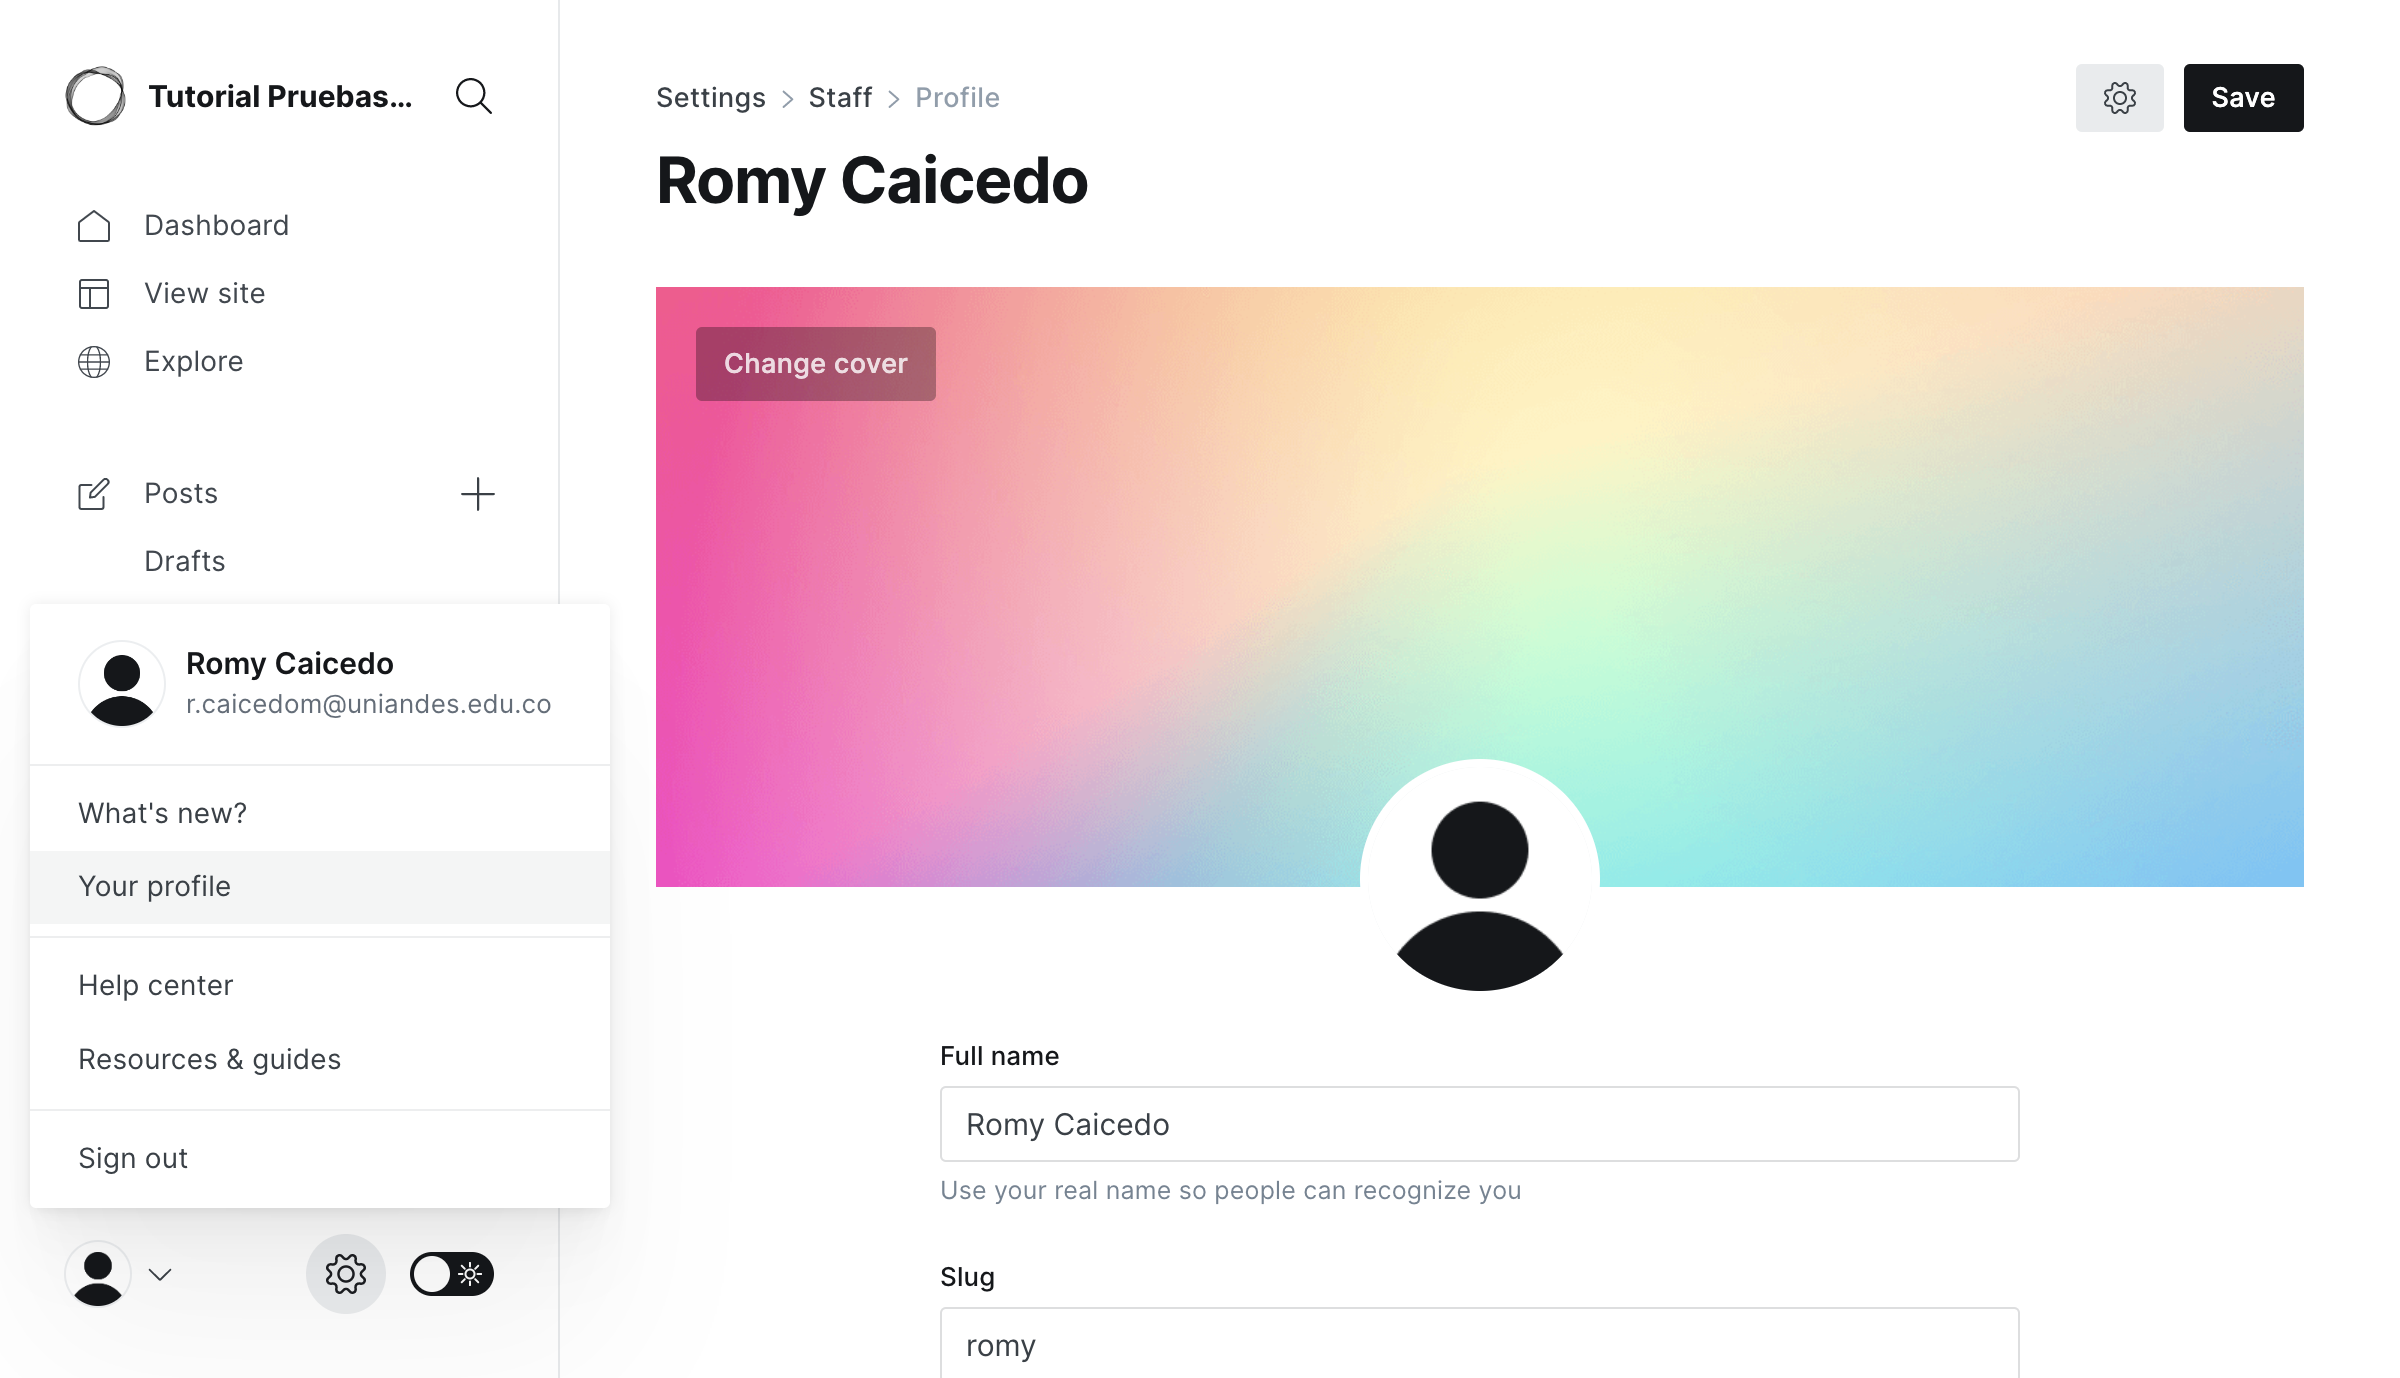 Tutorial Pruebas...
Dashboard
View site
Explore
Posts
Drafts
Romy Caicedo
r.caicedom@uniandes.edu.co
What's new?
Your profile
Help center
Resources & guides
Sign out
Settings > Staff > Profile
Save
Romy Caicedo
Change cover
Full name
Romy Caicedo
Use your real name so people can recognize you
Slug
romy